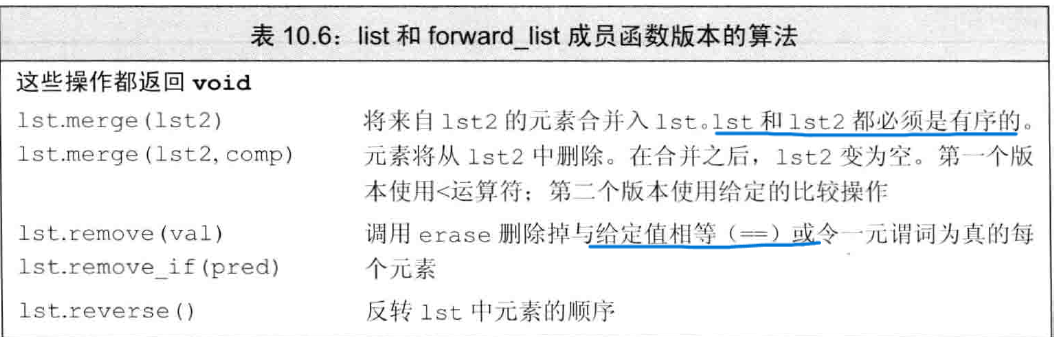 表 10.6：list 和 forward_list 成员函数版本的算法
这些操作都返回 void
lst.merge(lst2) 将来自 lst2 的元素合并入 lst。lst 和 lst2 都必须是有序的。
lst.merge(lst2, comp) 元素将从 lst2 中删除。在合并之后，lst2 变为空。第一个版
本使用<运算符；第二个版本使用给定的比较操作
lst.remove(val) 调用 erase 删除掉与给定值相等（==）或令一元谓词为真的每
lst.remove_if(pred) 个元素
lst.reverse() 反转 lst 中元素的顺序